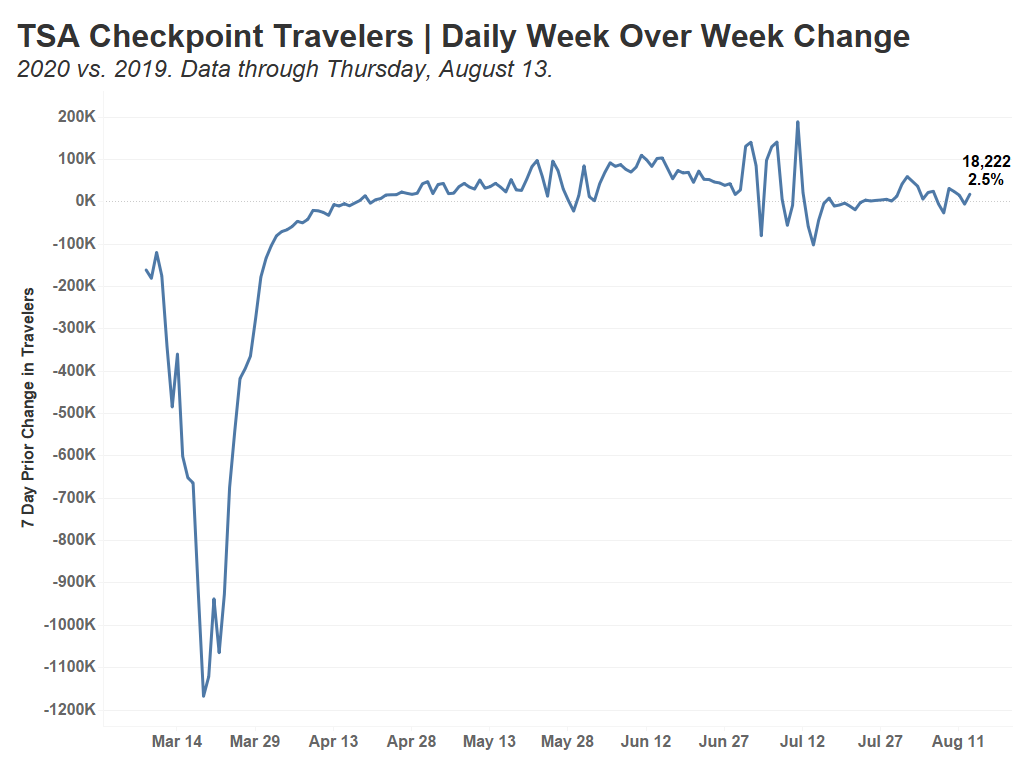 TSA Checkpoint Travelers | Daily Week Over Week Change
2020 vs. 2019. Data through Thursday, August 13.
200K
100K
0K
-100K
-200K
-300K
-400K
-500K
-600K
-700K
-800K
-900K
-1000K
-1100K
-1200K
7 Day Prior Change in Travelers
18,222
2.5%
Mar 14 Mar 29 Apr 13 Apr 28 May 13 May 28 Jun 12 Jun 27 Jul 12 Jul 27 Aug 11